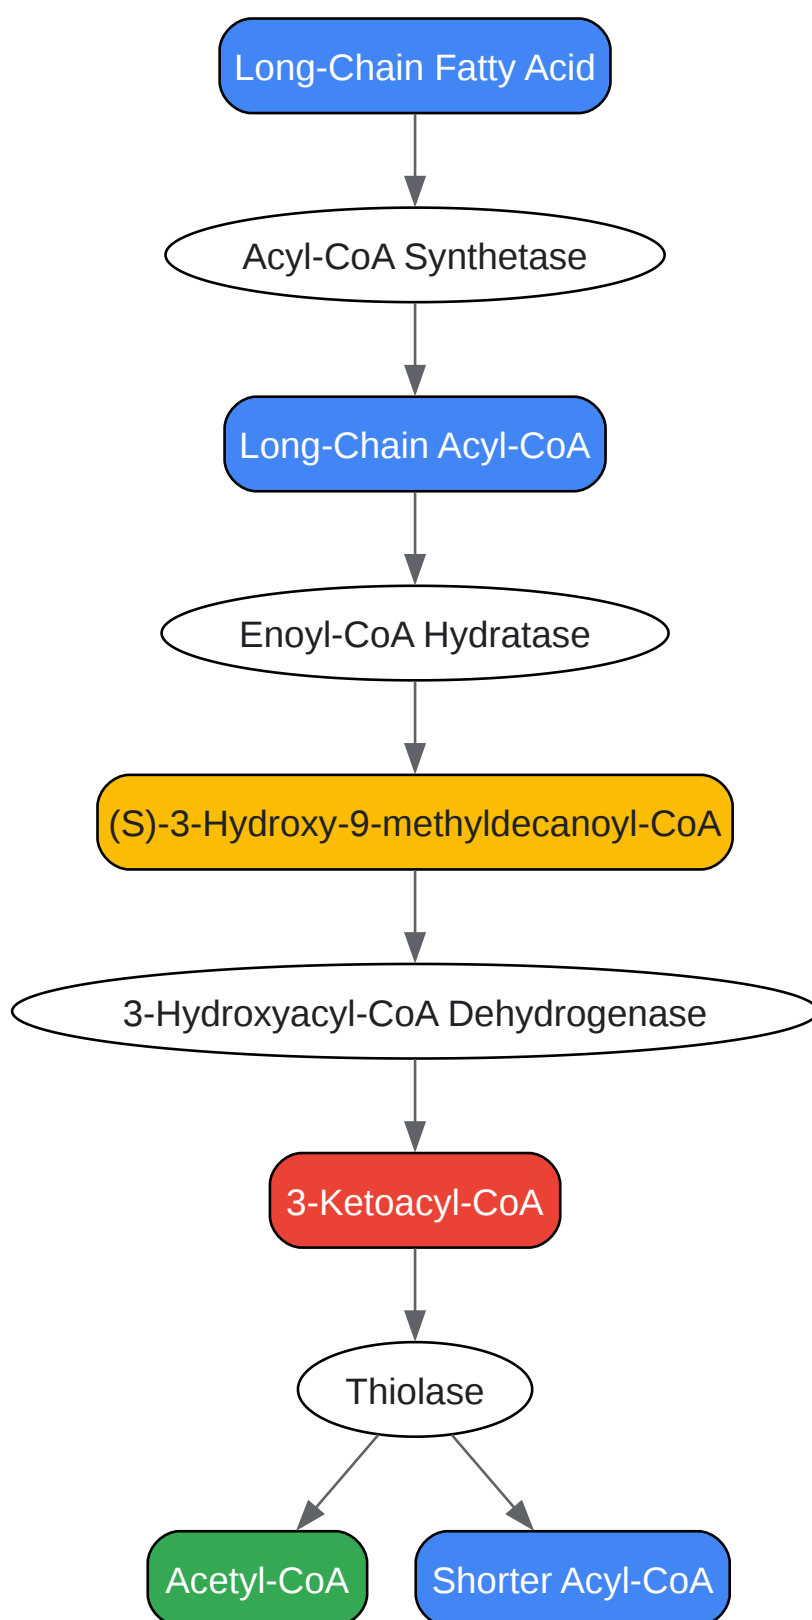 Long-Chain Fatty Acid
Acyl-CoA Synthetase
Long-Chain Acyl-CoA
Enoyl-CoA Hydratase
(S)-3-Hydroxy-9-methyldecanoyl-CoA
3-Hydroxyacyl-CoA Dehydrogenase
3-Ketoacyl-CoA
Thiolase
Acetyl-CoA
Shorter Acyl-CoA